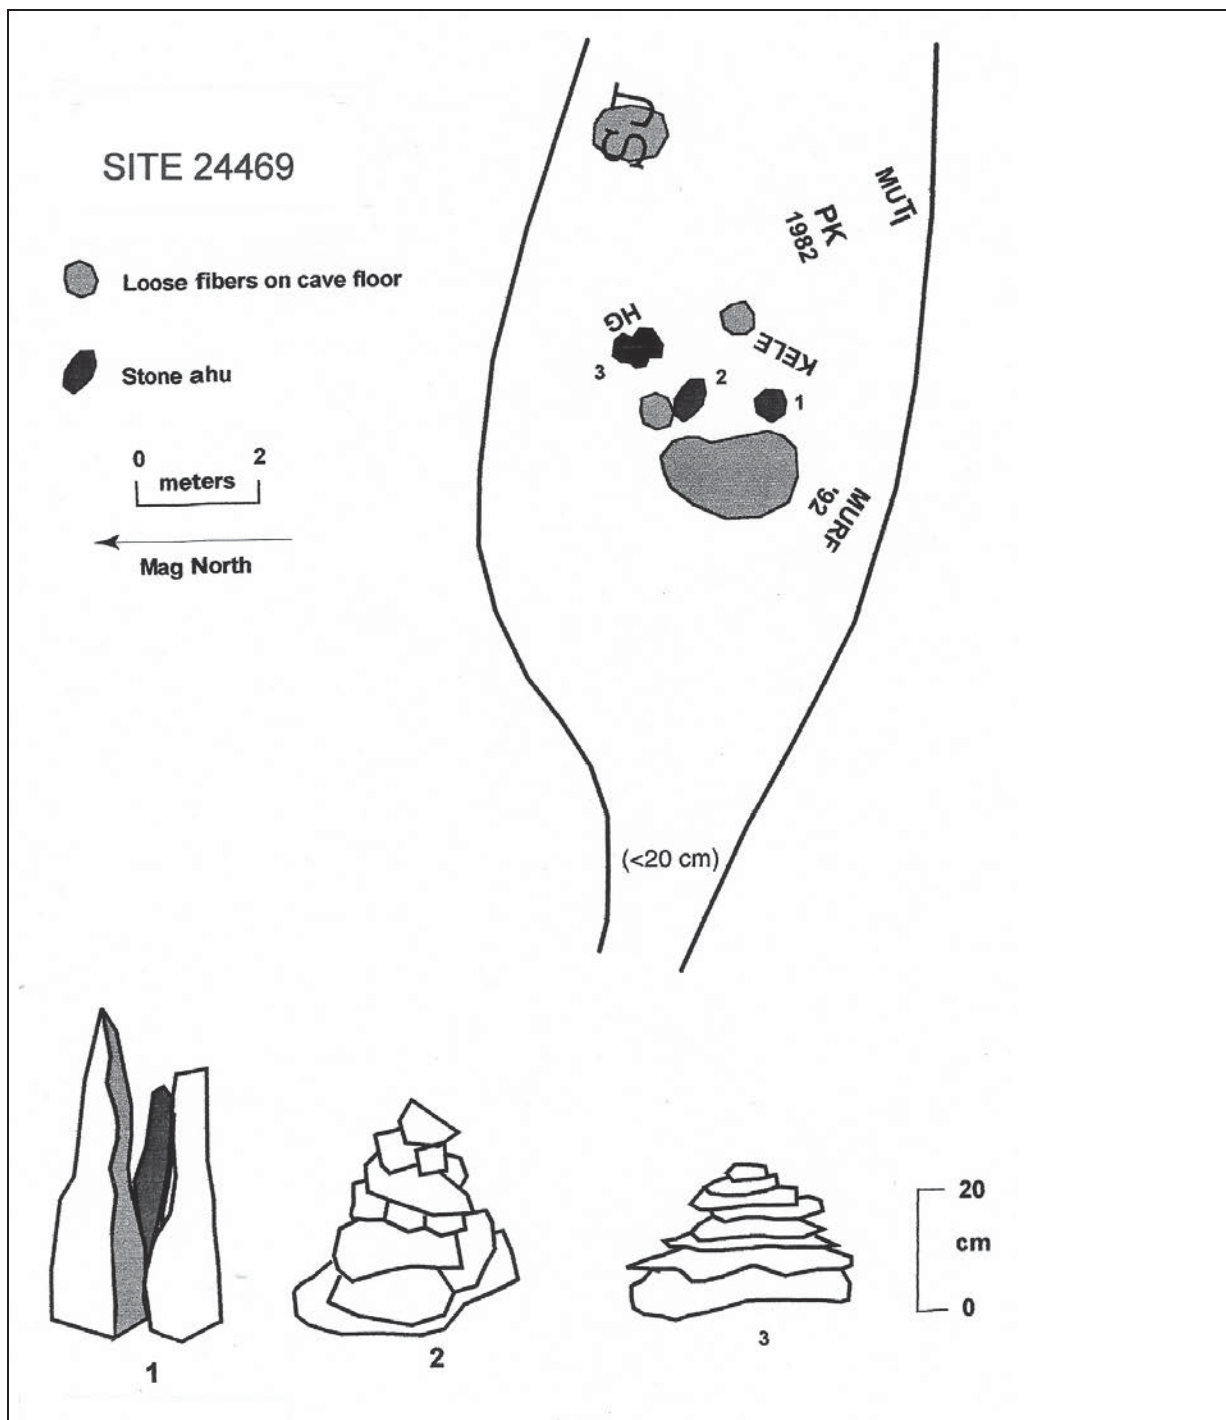 SITE 24469
Loose fibers on cave floor
Stone ahu
0 2
meters
Mag North
SCJ
MUTI
PK
1982
HG
KELE
3
2
1
MURF
'92
(<20 cm)
20
cm
0
1
2
3